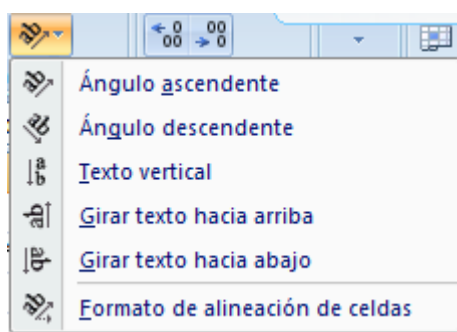 Ángulo ascendente
Ángulo descendente
Texto vertical
Girar texto hacia arriba
Girar texto hacia abajo
Formato de alineación de celdas